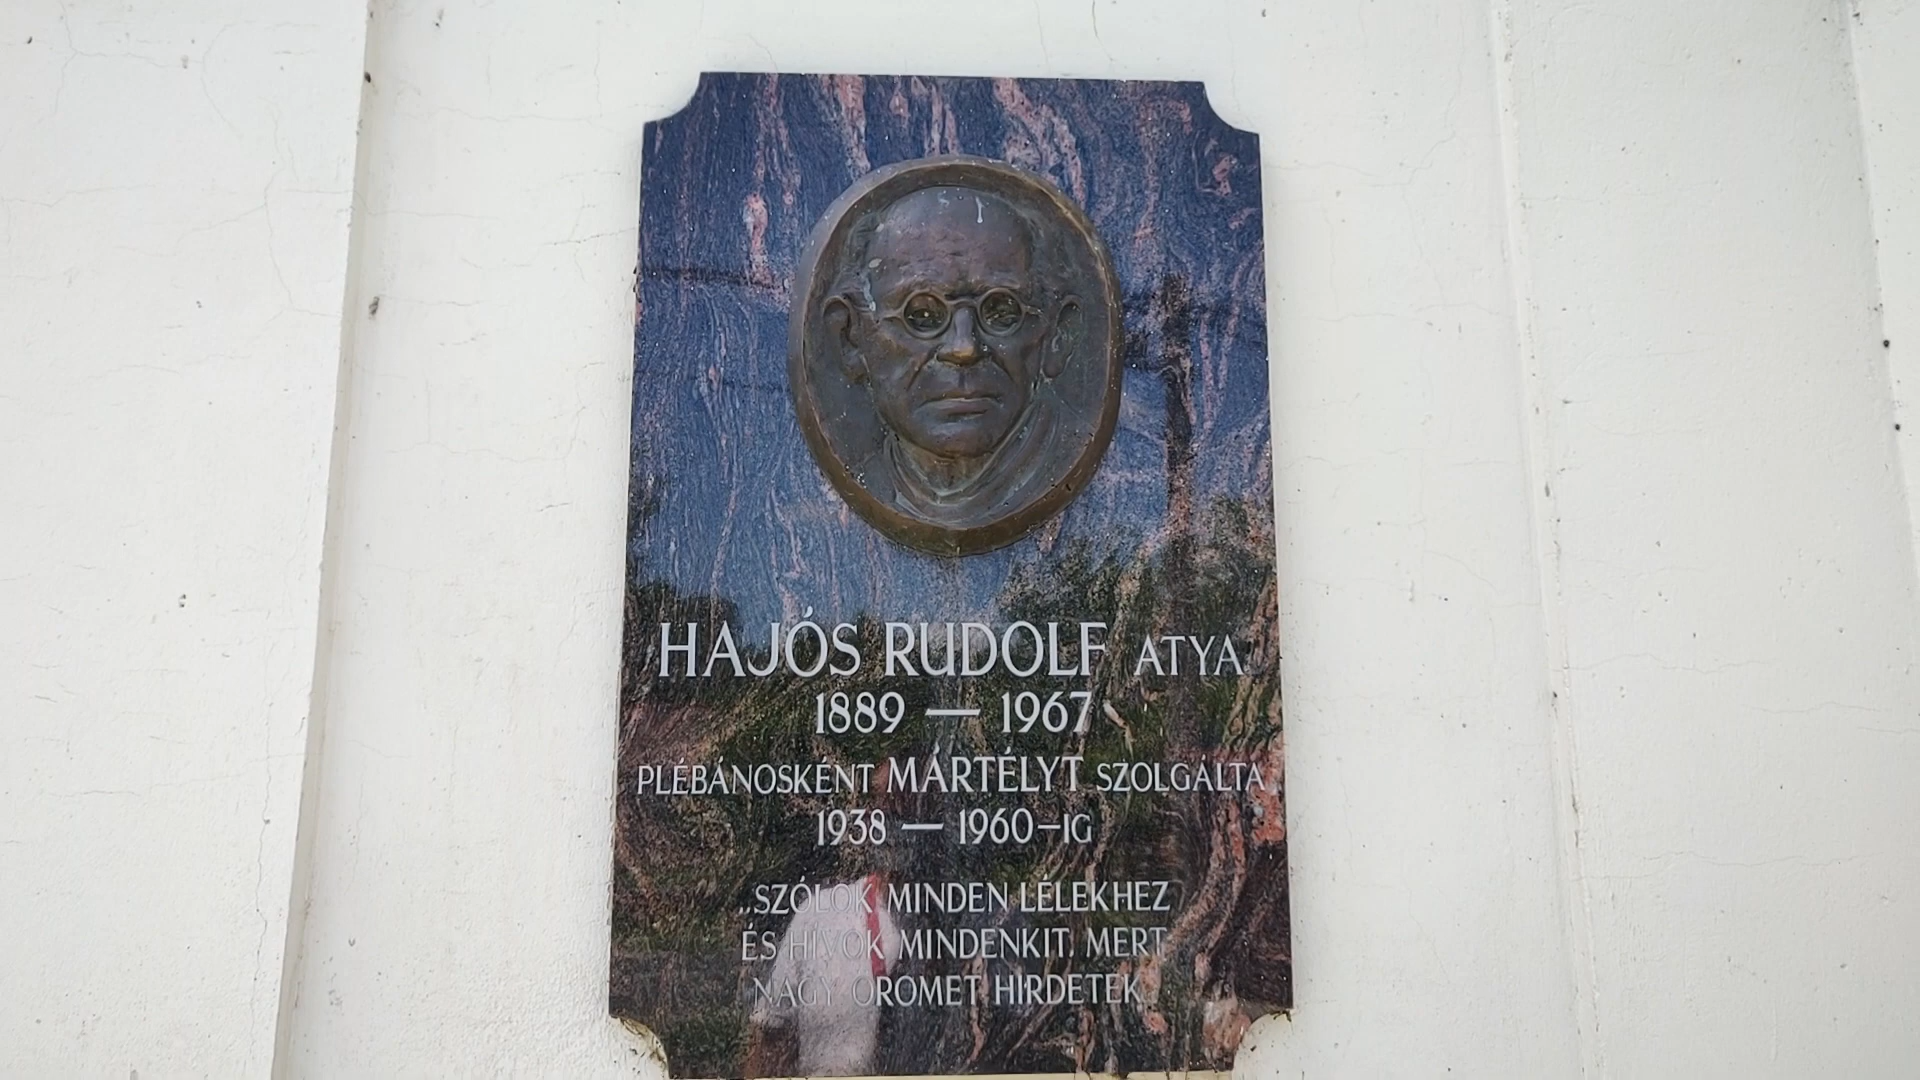 HAJÓS RUDOLF ATYA
1889 — 1967
PLÉBÁNOSKÉNT MÁRTÉLYT SZOLGÁLTA
1938 — 1960-IG
„SZÓLOK MINDEN LÉLEKHEZ
ÉS HÍVOK MINDENKIT, MERT
NAGY ÖRÖMET HIRDETEK